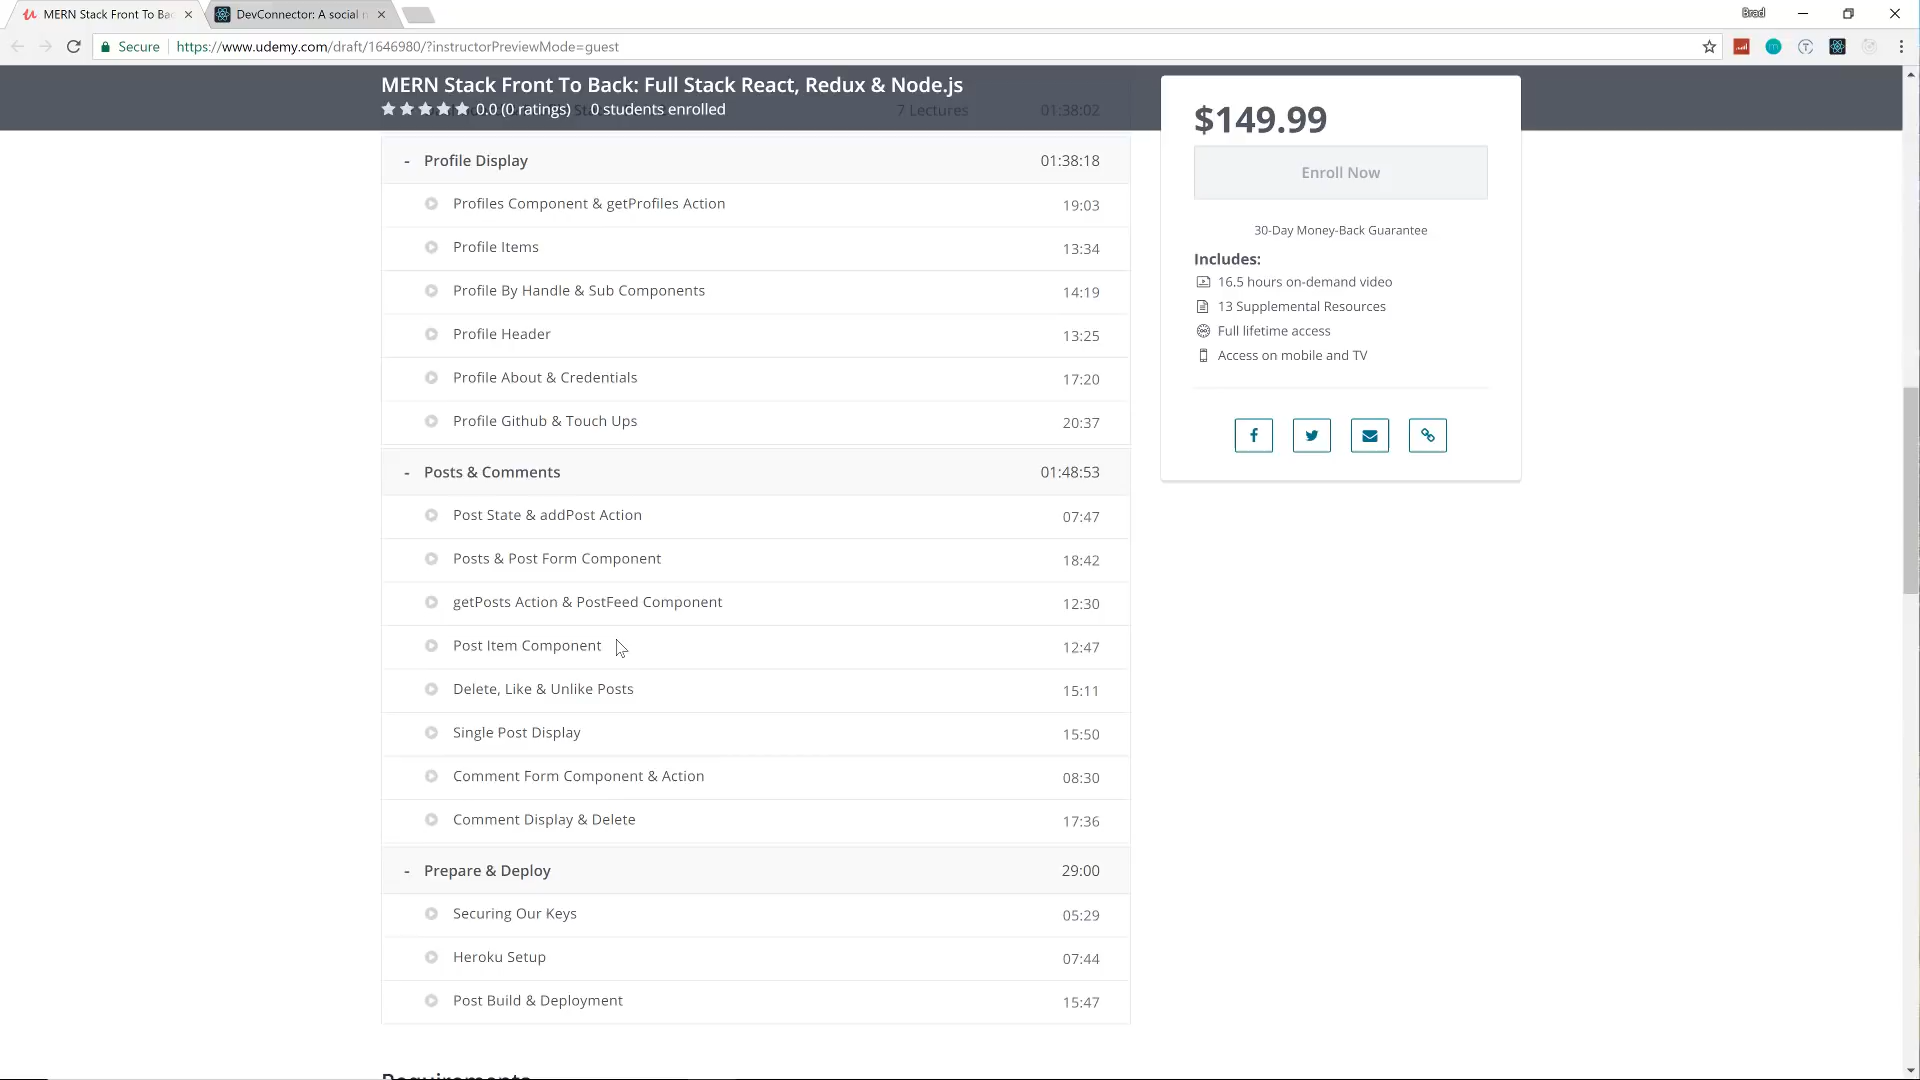 MERN Stack Front To Bac
DevConnector: A social n
Brad
Secure
https://www.udemy.com/draft/1646980/?instructorPreviewMode=guest
MERN Stack Front To Back: Full Stack React, Redux & Node.js
0.0 (0 ratings) 0 students enrolled
7 Lectures 01:38:02
$149.99
Enroll Now
30-Day Money-Back Guarantee
Includes:
16.5 hours on-demand video
13 Supplemental Resources
Full lifetime access
Access on mobile and TV
- Profile Display 01:38:18
Profiles Component & getProfiles Action 19:03
Profile Items 13:34
Profile By Handle & Sub Components 14:19
Profile Header 13:25
Profile About & Credentials 17:20
Profile Github & Touch Ups 20:37
- Posts & Comments 01:48:53
Post State & addPost Action 07:47
Posts & Post Form Component 18:42
getPosts Action & PostFeed Component 12:30
Post Item Component 12:47
Delete, Like & Unlike Posts 15:11
Single Post Display 15:50
Comment Form Component & Action 08:30
Comment Display & Delete 17:36
- Prepare & Deploy 29:00
Securing Our Keys 05:29
Heroku Setup 07:44
Post Build & Deployment 15:47
Requirements